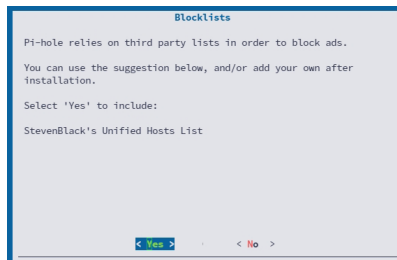 Blocklists
Pi-hole relies on third party lists in order to block ads.
You can use the suggestion below, and/or add your own after
installation.
Select 'Yes' to include:
StevenBlack's Unified Hosts List
< Yes > < No >